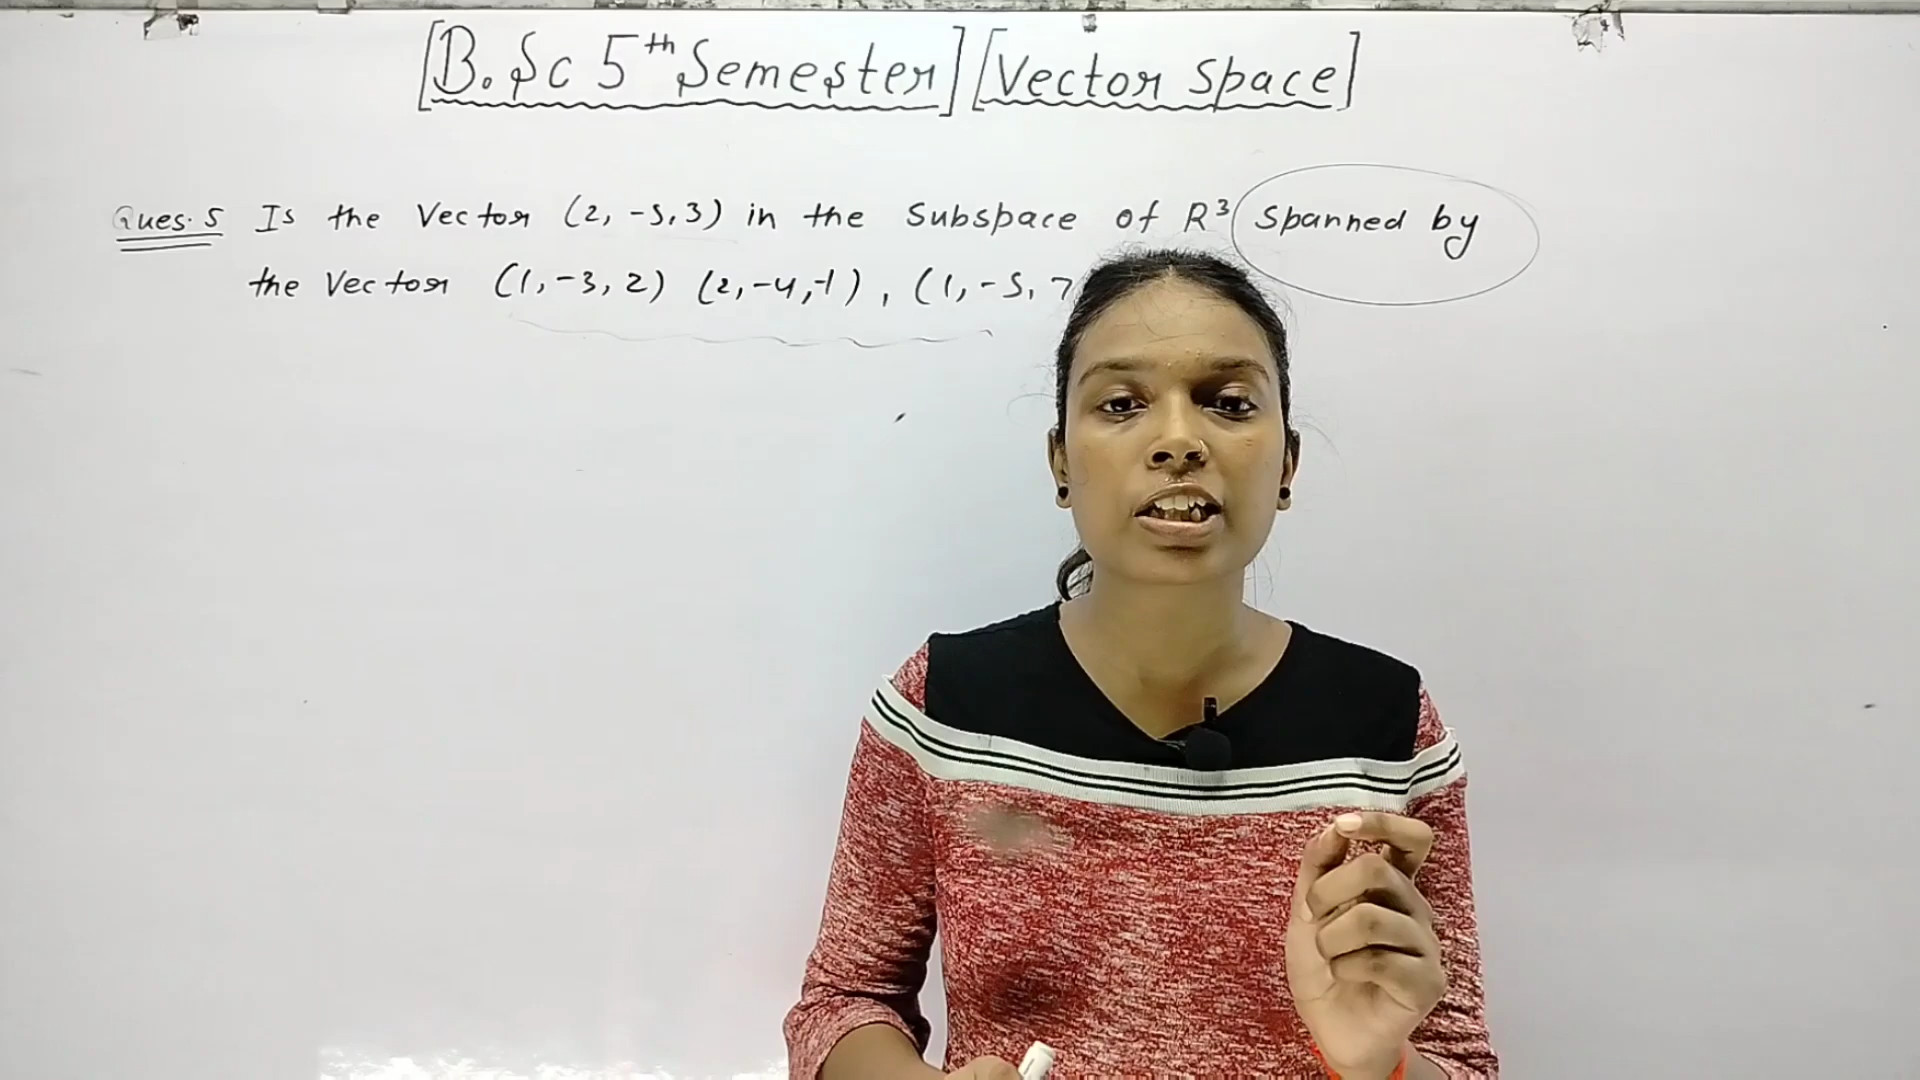 [B.Sc 5th Semester] [Vector Space]
Ques.5 Is the Vector (2, -5, 3) in the Subspace of R³ Spanned by
the Vector (1, -3, 2) (2, -4, -1), (1, -5, 7